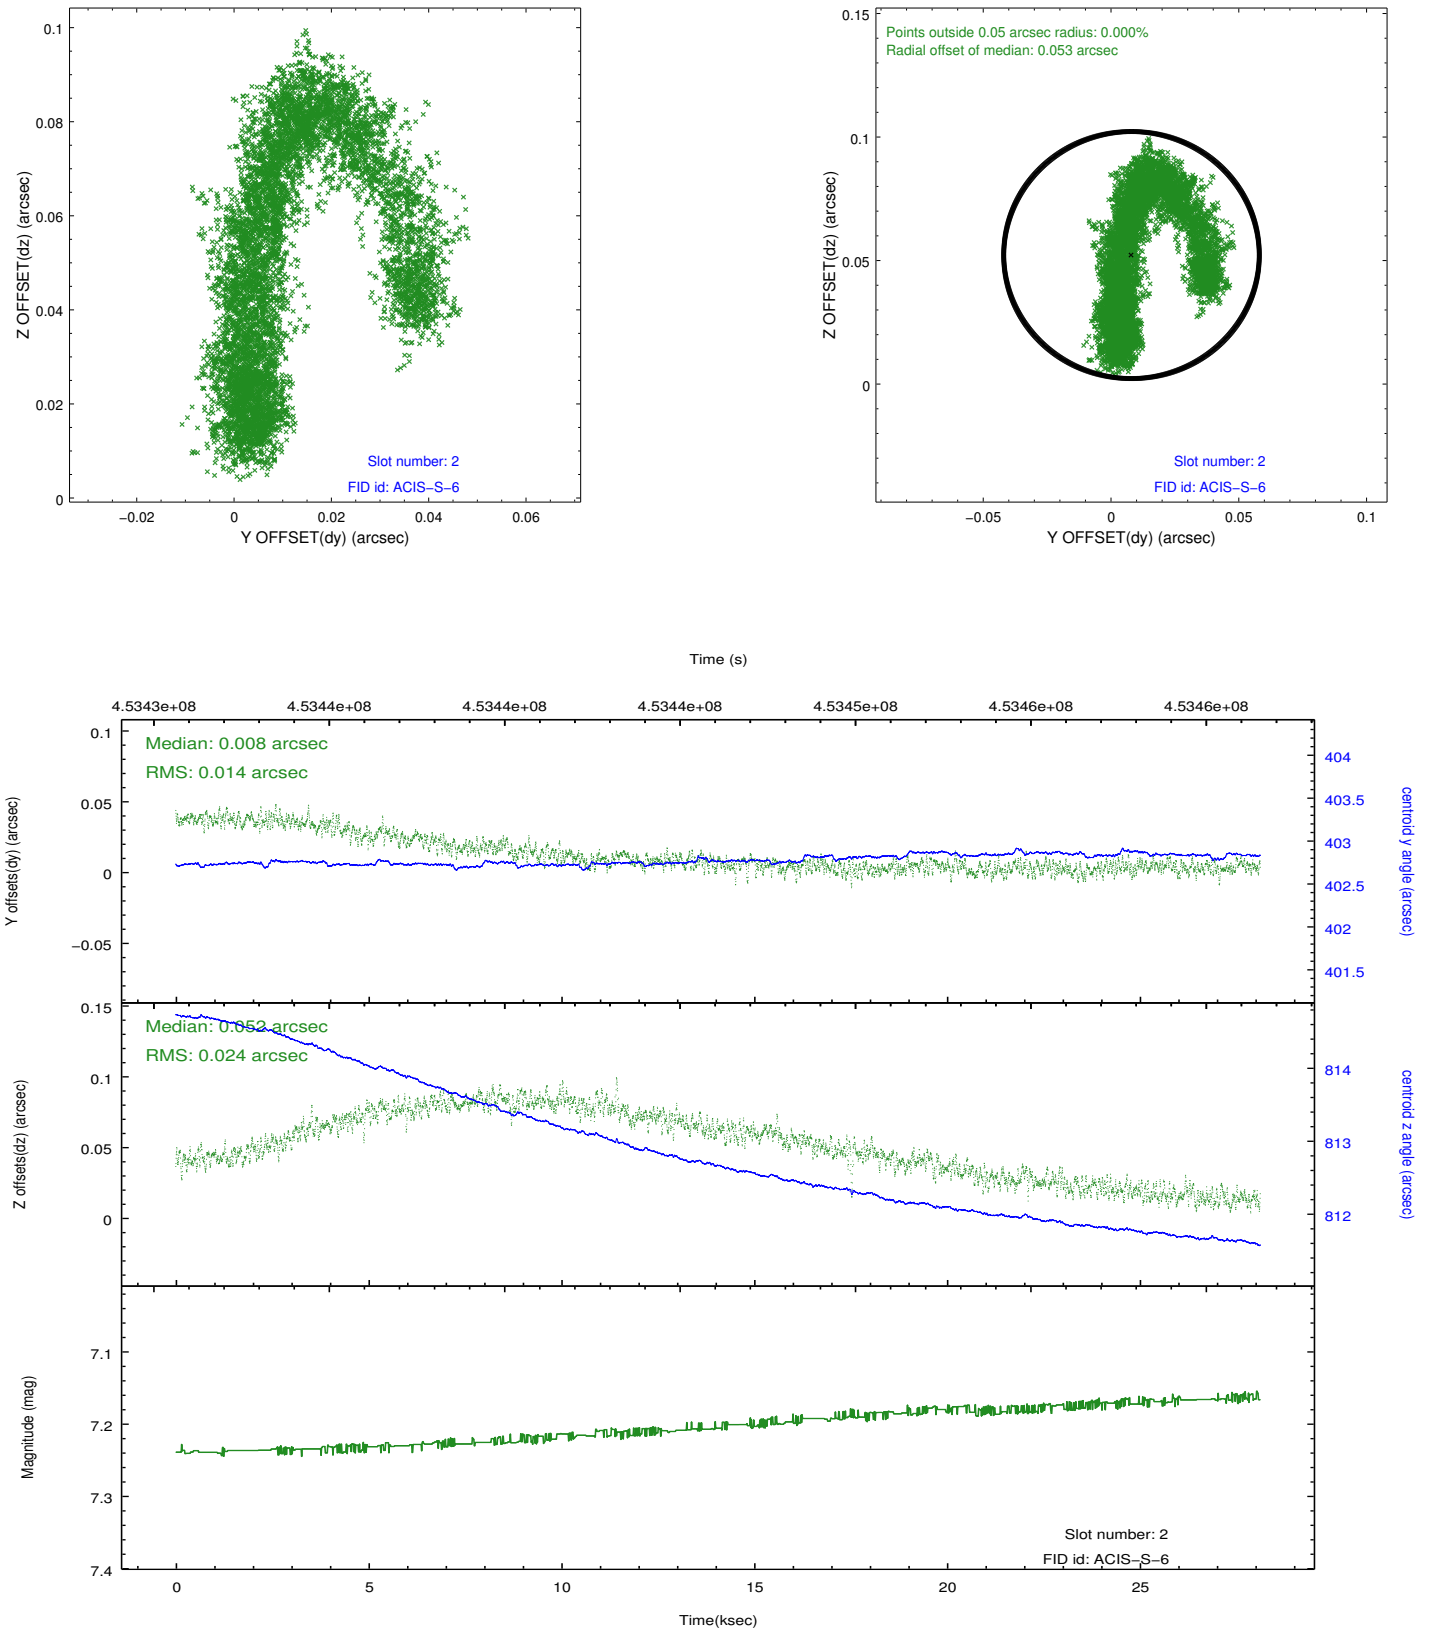 0.1
0.08
0.06
0.04
0.02
0
Z OFFSET(dz) (arcsec)
Slot number: 2
FID id: ACIS−S−6
−0.02 0 0.02 0.04 0.06
Y OFFSET(dy) (arcsec)
Points outside 0.05 arcsec radius: 0.000%
Radial offset of median: 0.053 arcsec
0.15
0.1
0.05
0
Z OFFSET(dz) (arcsec)
Slot number: 2
FID id: ACIS−S−6
−0.05 0 0.05 0.1
Y OFFSET(dy) (arcsec)
Time (s)
4.5343e+08 4.5344e+08 4.5344e+08 4.5344e+08 4.5345e+08 4.5346e+08 4.5346e+08
Median: 0.008 arcsec
RMS: 0.014 arcsec
0.1
0.05
0
−0.05
Y offsets(dy) (arcsec)
404
403.5
403
402.5
402
401.5
centroid y angle (arcsec)
Median: 0.052 arcsec
RMS: 0.024 arcsec
0.15
0.1
0.05
0
Z offsets(dz) (arcsec)
814
813
812
centroid z angle (arcsec)
7.1
7.2
7.3
7.4
Magnitude (mag)
Slot number: 2
FID id: ACIS−S−6
0 5 10 15 20 25
Time(ksec)